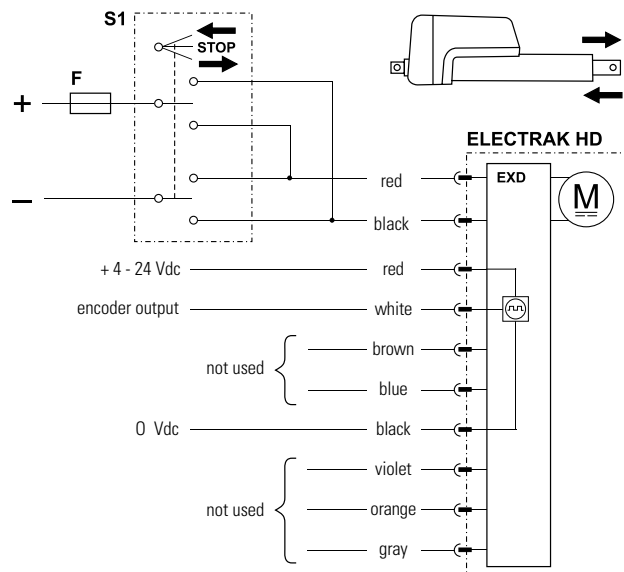 S1
STOP
F
+
−
ELECTRAK HD
EXD
M
red
black
+ 4 - 24 Vdc
red
encoder output
white
not used
brown
blue
0 Vdc
black
not used
violet
orange
gray